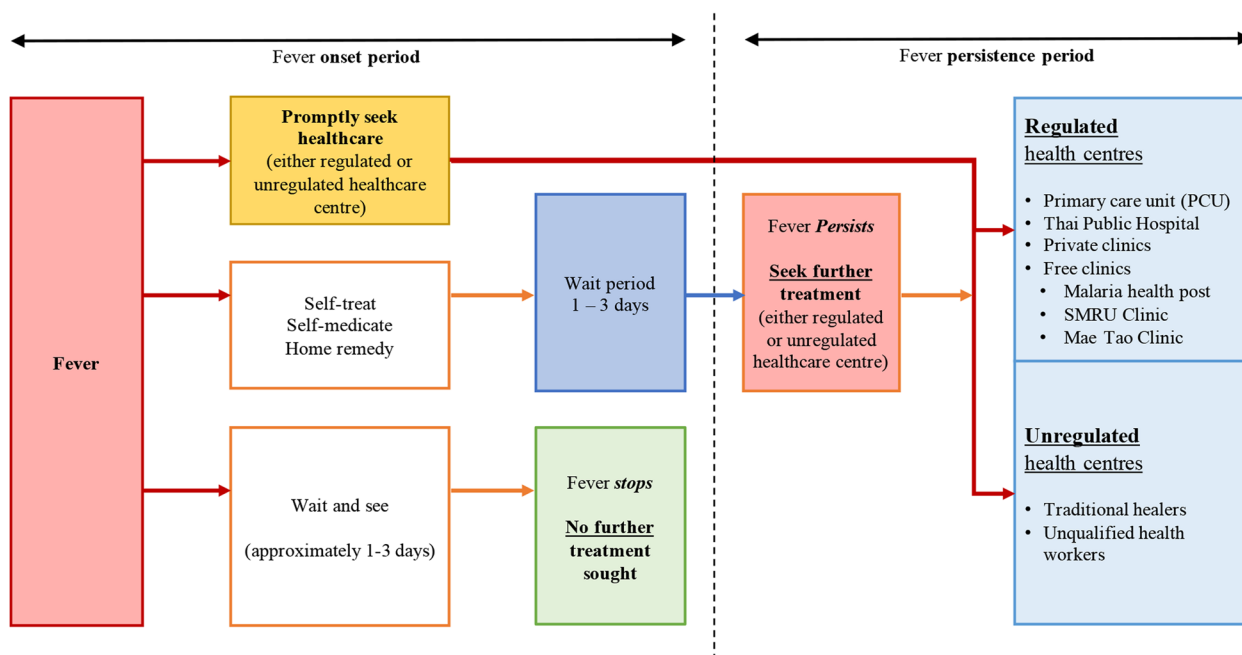 Fever onset period
Fever persistence period
Fever
Promptly seek
healthcare
(either regulated or
unregulated healthcare
centre)
Self-treat
Self-medicate
Home remedy
Wait and see
(approximately 1-3 days)
Wait period
1 – 3 days
Fever stops
No further
treatment
sought
Fever Persists
Seek further
treatment
(either regulated
or unregulated
healthcare centre)
Regulated
health centres
• Primary care unit (PCU)
• Thai Public Hospital
• Private clinics
• Free clinics
• Malaria health post
• SMRU Clinic
• Mae Tao Clinic
Unregulated
health centres
• Traditional healers
• Unqualified health
workers